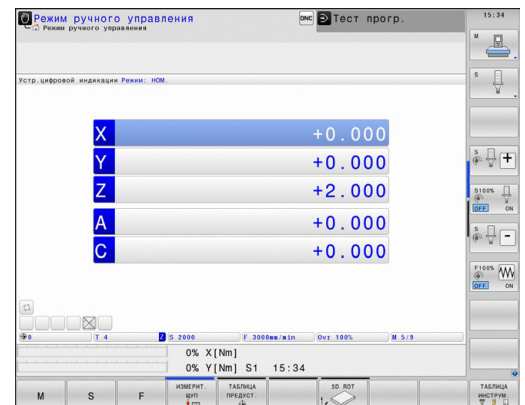 Режим ручного управления
Режим ручного управления
DNC
Тест прогр.
15:34
Устр.цифровой индикации Режим: НОМ.
M
S
X +0.000
Y +0.000
Z +2.000
A +0.000
C +0.000
S +
S100%
OFF ON
S -
F100%
OFF ON
0 T 4 Z S 2000 F 3000mm/min Ovr 100% M 5/9
0% X[Nm]
0% Y[Nm] S1 15:34
M
S
F
ИЗМЕРИТ.
ЩУП
ТАБЛИЦА
ПРЕДУСТ.
3D ROT
ТАБЛИЦА
ИНСТРУМ.